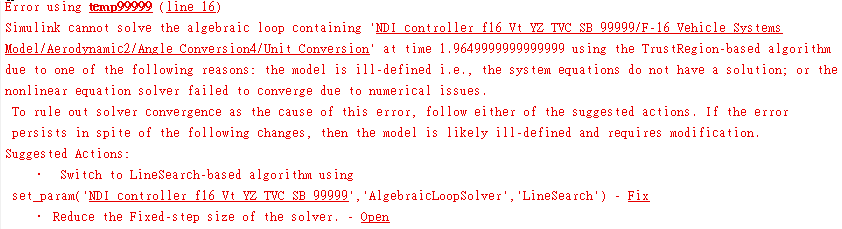 Error using temp99999 (line 16)
Simulink cannot solve the algebraic loop containing 'NDI controller f16 Vt YZ TVC SB 99999/F-16 Vehicle Systems
Model/Aerodynamic2/Angle Conversion4/Unit Conversion' at time 1.9649999999999999 using the TrustRegion-based algorithm
due to one of the following reasons: the model is ill-defined i.e., the system equations do not have a solution; or the
nonlinear equation solver failed to converge due to numerical issues.
To rule out solver convergence as the cause of this error, follow either of the suggested actions. If the error
persists in spite of the following changes, then the model is likely ill-defined and requires modification.
Suggested Actions:
• Switch to LineSearch-based algorithm using
set_param('NDI controller f16 Vt YZ TVC SB 99999','AlgebraicLoopSolver','LineSearch') - Fix
• Reduce the Fixed-step size of the solver. - Open